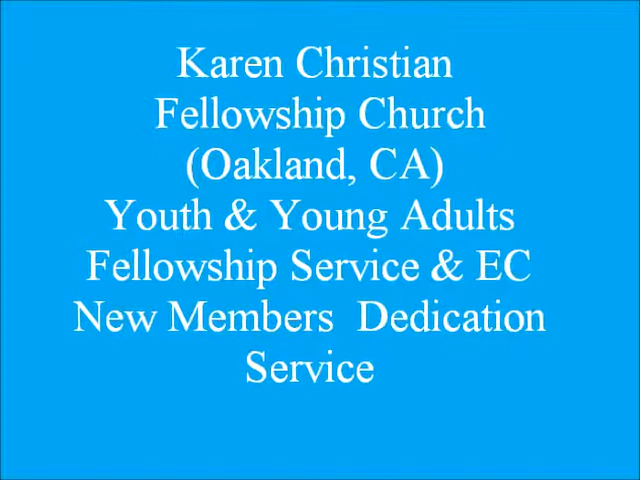 Karen Christian
Fellowship Church
(Oakland, CA)
Youth & Young Adults
Fellowship Service & EC
New Members  Dedication
Service